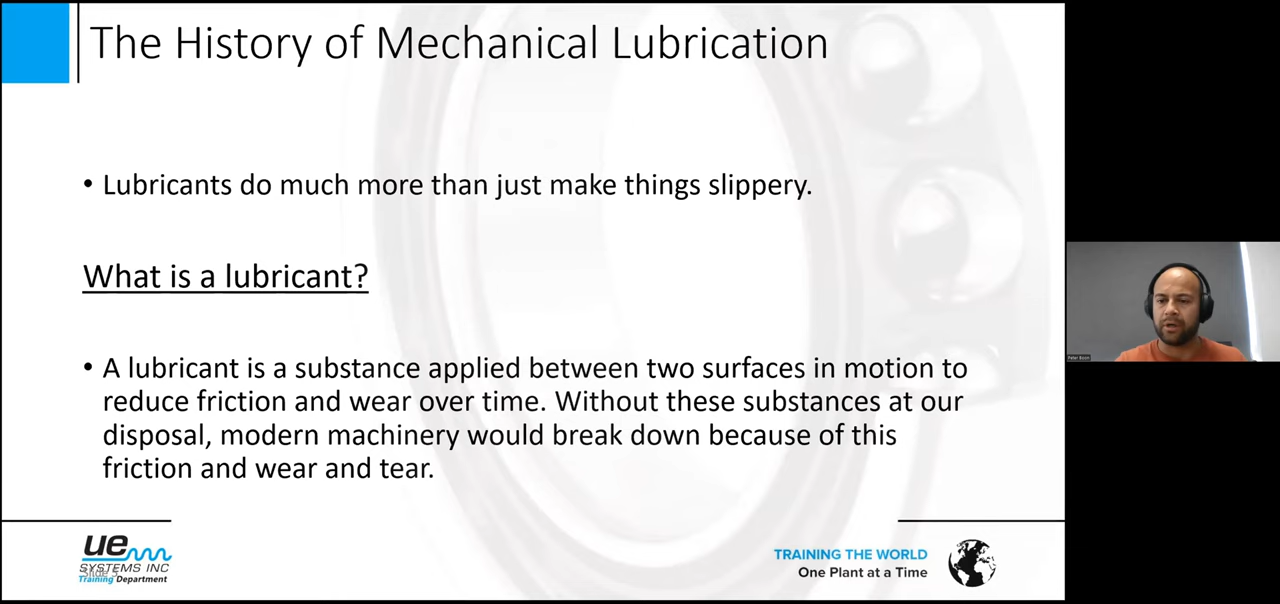 The History of Mechanical Lubrication
• Lubricants do much more than just make things slippery.
What is a lubricant?
• A lubricant is a substance applied between two surfaces in motion to
reduce friction and wear over time. Without these substances at our
disposal, modern machinery would break down because of this
friction and wear and tear.
ue
SYSTEMS INC
Training Department
TRAINING THE WORLD
One Plant at a Time